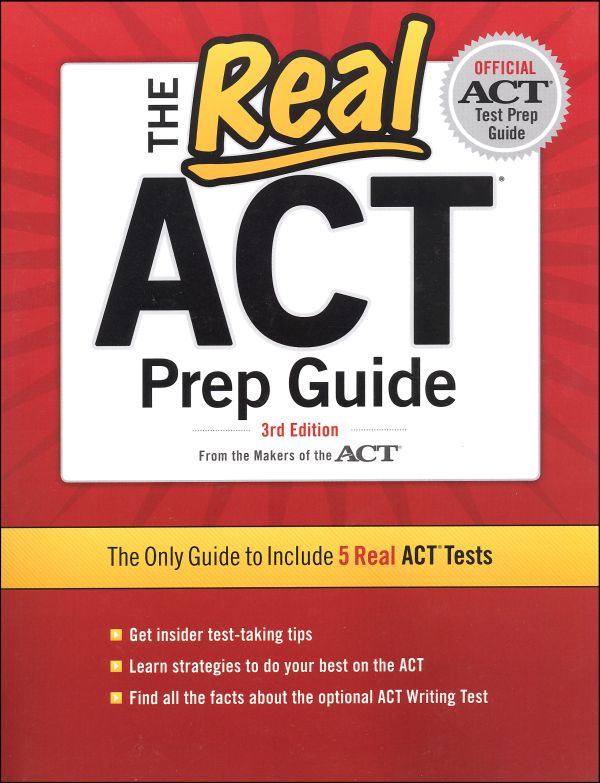 THE Real
ACT®
Prep Guide
3rd Edition
From the Makers of the ACT®
OFFICIAL
ACT®
Test Prep
Guide
The Only Guide to Include 5 Real ACT® Tests
Get insider test-taking tips
Learn strategies to do your best on the ACT
Find all the facts about the optional ACT Writing Test